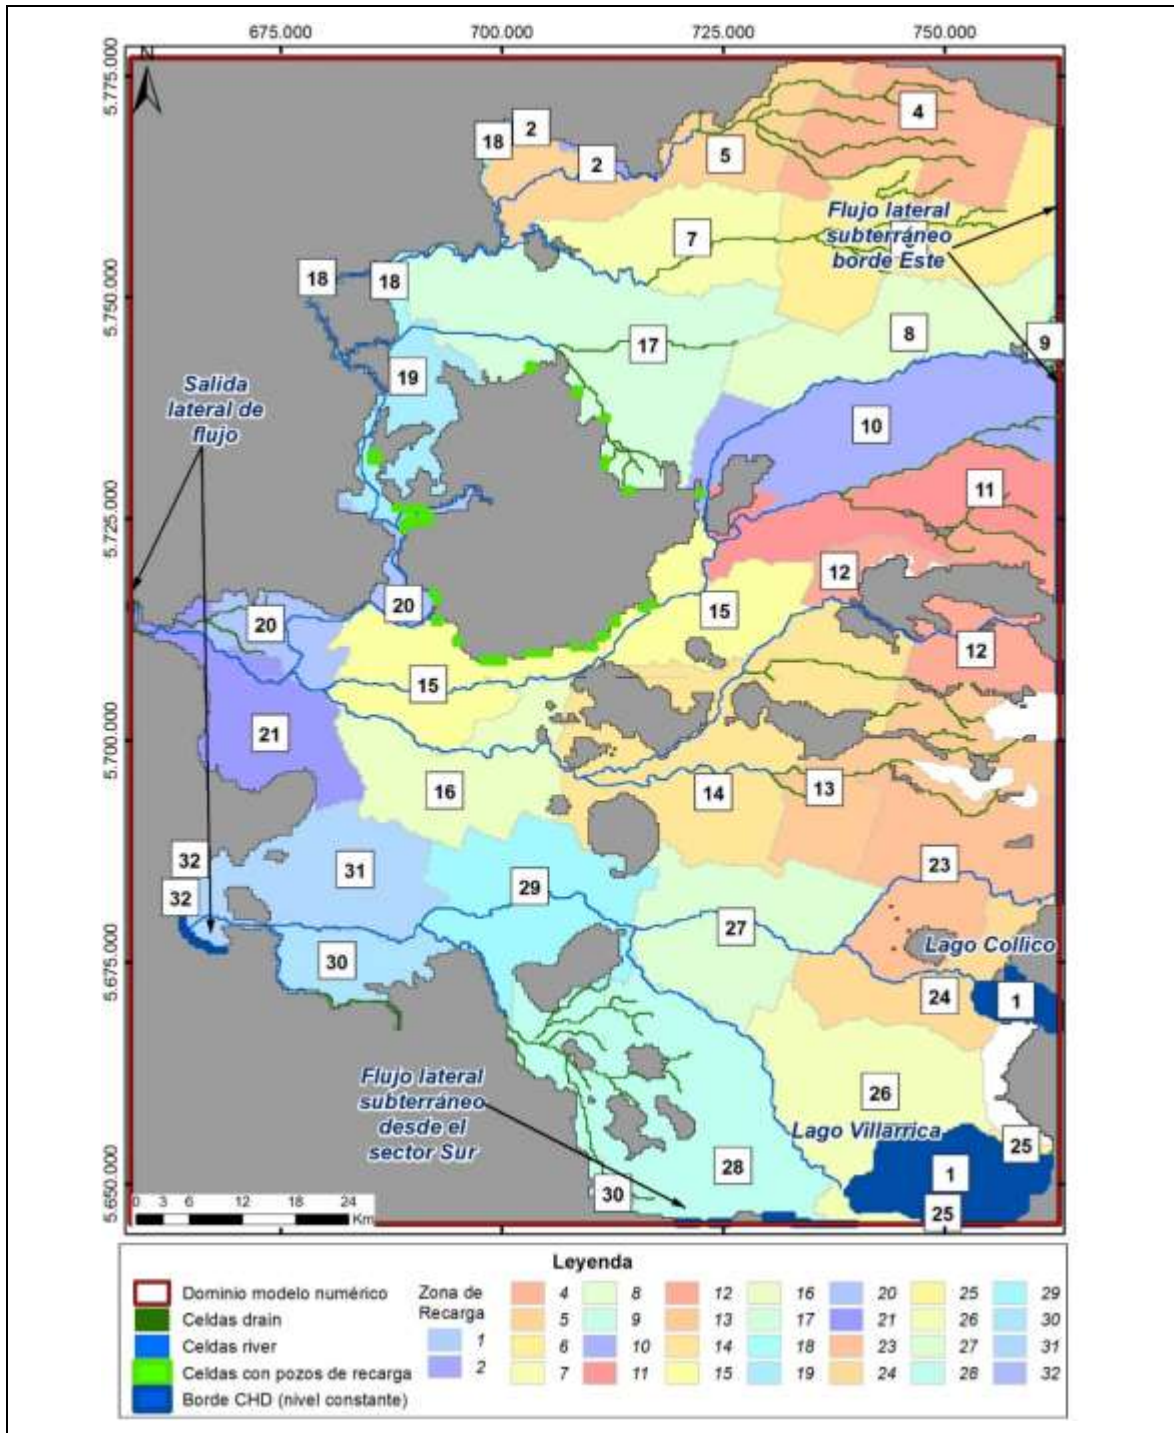 675.000 700.000 725.000 750.000
5.775.000
N
4
2
18
2
5
Flujo lateral
subterráneo
borde Este
7
18
18
5.750.000
8
9
17
19
Salida
lateral de
flujo
10
11
5.725.000
12
20
20
15
12
15
21
5.700.000
16
14
13
32
31
29
23
32
27
Lago Collico
30
5.675.000
24
1
Flujo lateral
subterráneo
desde el
sector Sur
26
Lago Villarrica
25
28
1
30
5.650.000
25
0 3 6 12 18 24
Km
Leyenda
Dominio modelo numérico
Celdas drain
Celdas river
Celdas con pozos de recarga
Borde CHD (nivel constante)
Zona de
Recarga
1
2
4 8 12 16 20 25 29
5 9 13 17 21 26 30
6 10 14 18 23 27 31
7 11 15 19 24 28 32